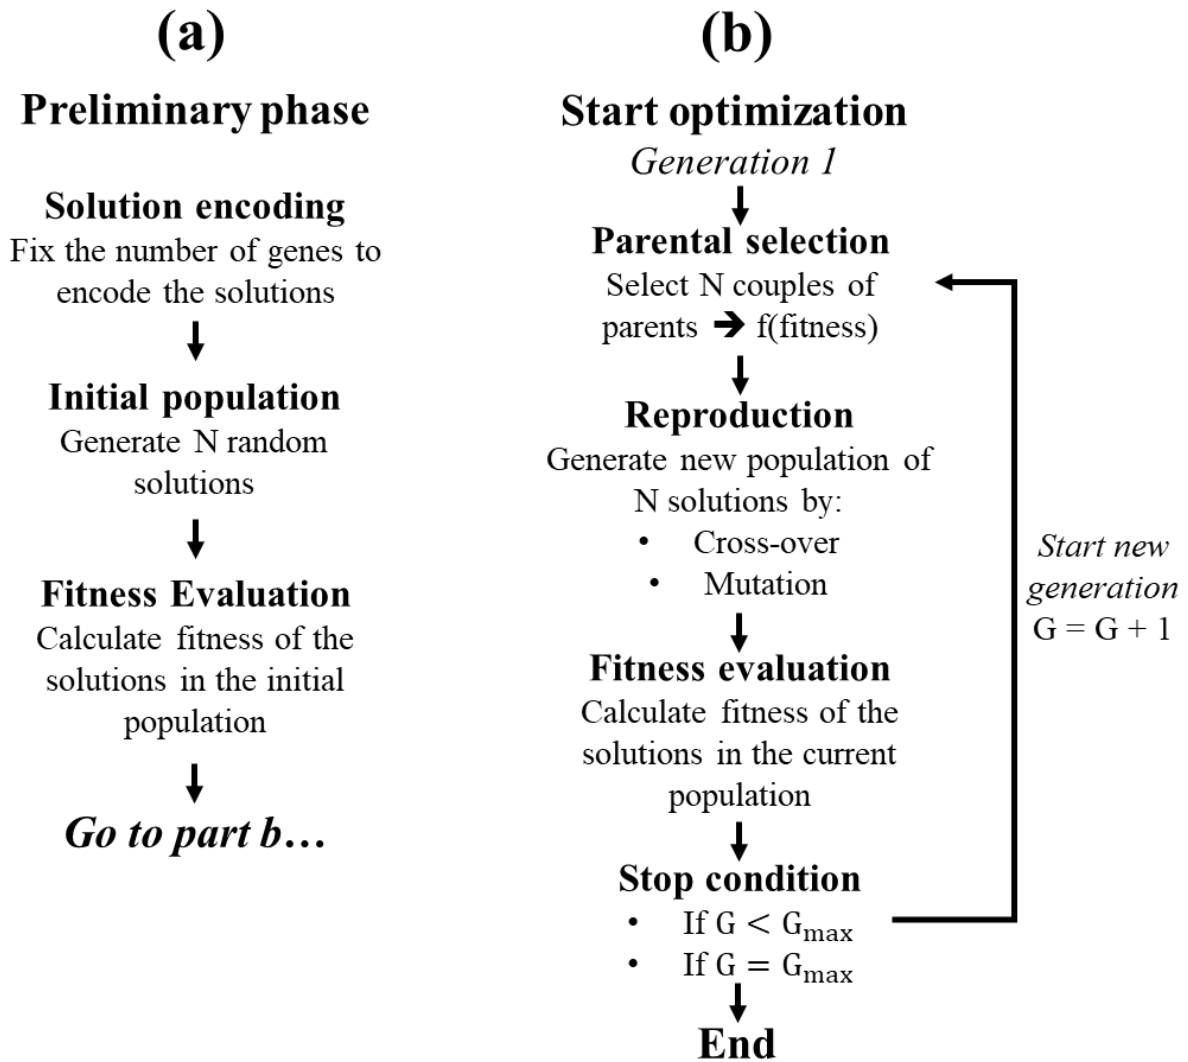 (a)
Preliminary phase
Solution encoding
Fix the number of genes to
encode the solutions
Initial population
Generate N random
solutions
Fitness Evaluation
Calculate fitness of the
solutions in the initial
population
Go to part b…
(b)
Start optimization
Generation 1
Parental selection
Select N couples of
parents ➔ f(fitness)
Reproduction
Generate new population of
N solutions by:
• Cross-over
• Mutation
Fitness evaluation
Calculate fitness of the
solutions in the current
population
Stop condition
• If G < Gmax
• If G = Gmax
End
Start new
generation
G = G + 1